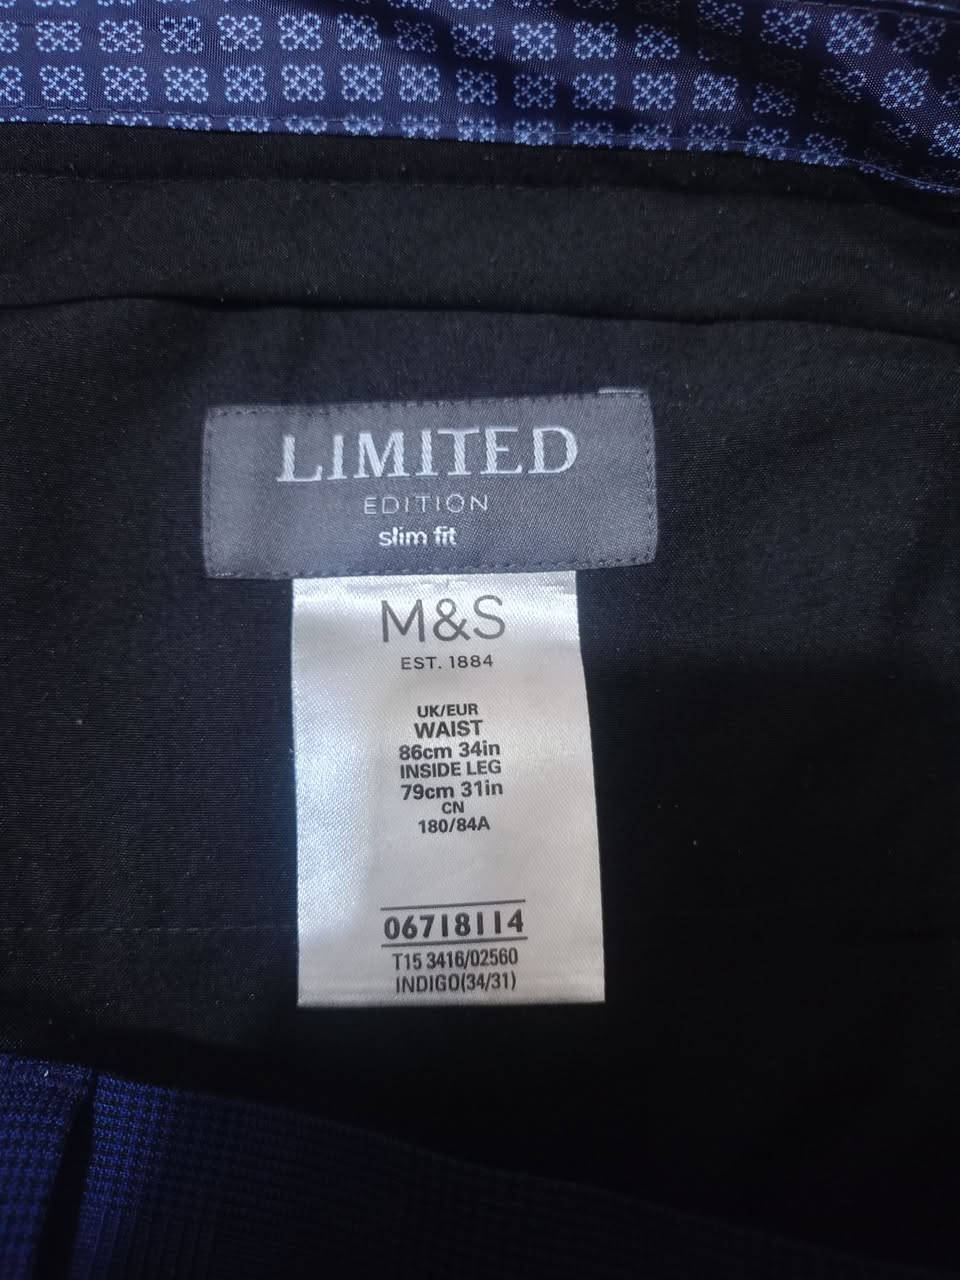 LIMITED
EDITION
slim fit
M&S
EST. 1884
UK/EUR
WAIST
86cm 34in
INSIDE LEG
79cm 31in
CN
180/84A
06718114
T15 3416/02560
INDIGO(34/31)